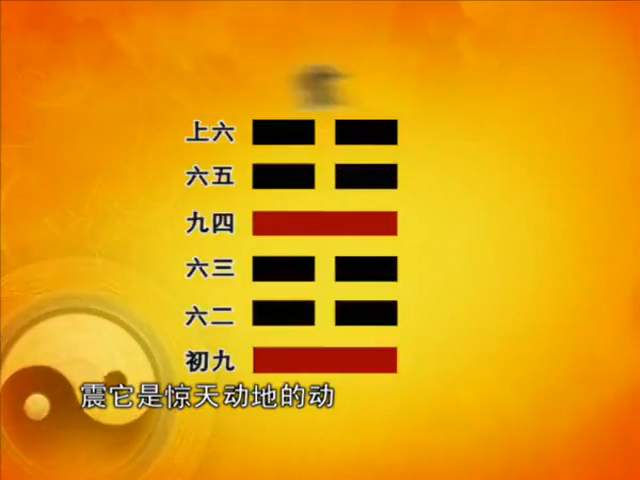 上六
六五
九四
六三
六二
初九
震它是惊天动地的动